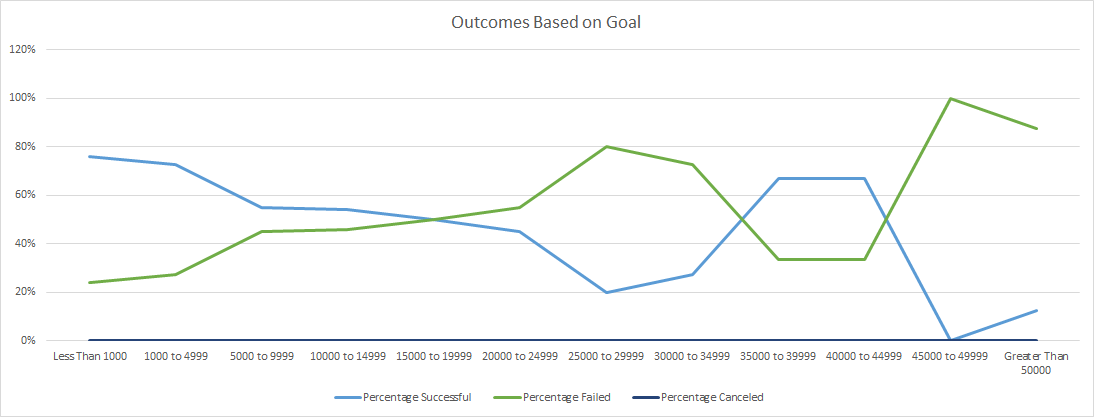 Outcomes Based on Goal
120%
100%
80%
60%
40%
20%
0%
Less Than 1000 1000 to 4999 5000 to 9999 10000 to 14999 15000 to 19999 20000 to 24999 25000 to 29999 30000 to 34999 35000 to 39999 40000 to 44999 45000 to 49999 Greater Than
50000
Percentage Successful Percentage Failed Percentage Canceled